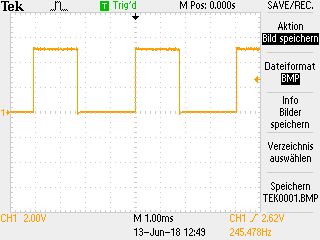 Tek Trig'd M Pos: 0.000s SAVE/REC.
Aktion
Bild speichern
Dateiformat
BMP
Info
Bilder
speichern
Verzeichnis
auswählen
Speichern
TEK0001.BMP
1
CH1 2.00V M 1.00ms CH1 2.62V
13-Jun-18 12:49 245.478Hz